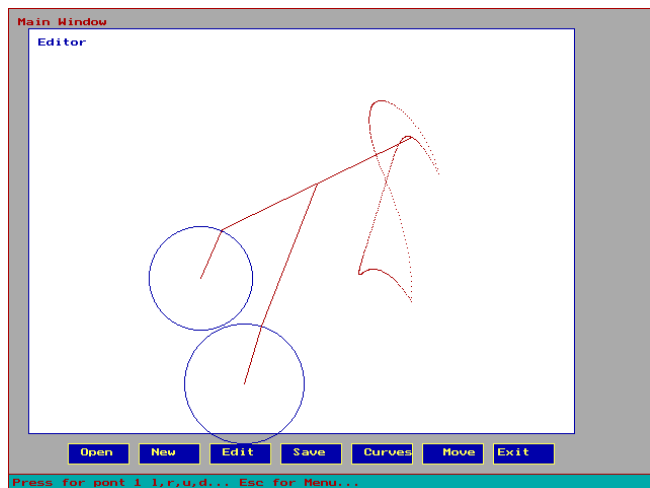 Main Window
Editor
Open New Edit Save Curves Move Exit
Press for pont 1 l,r,u,d... Esc for Menu...